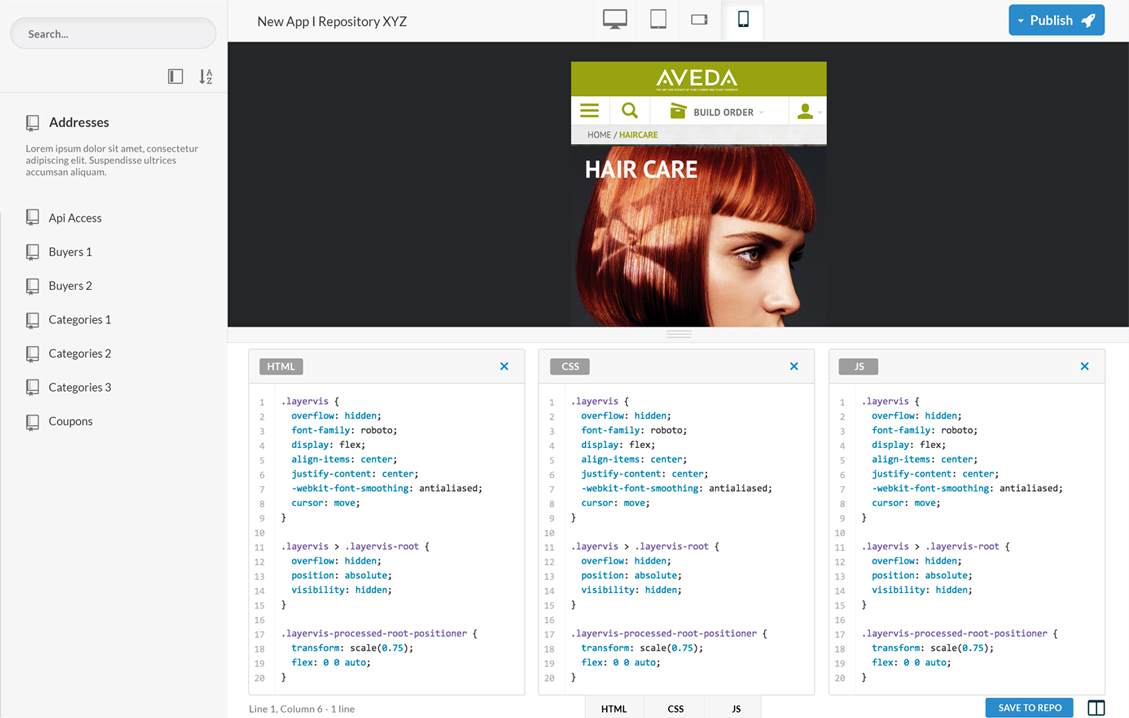 Search...
Addresses
Lorem ipsum dolor sit amet, consectetur
adipiscing elit. Suspendisse ultrices
accumsan aliquam.
Api Access
Buyers 1
Buyers 2
Categories 1
Categories 2
Categories 3
Coupons
New App | Repository XYZ
Publish
AVEDA
BUILD ORDER
HOME / HAIRCARE
HAIR CARE
HTML
1 .layervis {
2 overflow: hidden;
3 font-family: roboto;
4 display: flex;
5 align-items: center;
6 justify-content: center;
7 -webkit-font-smoothing: antialiased;
8 cursor: move;
9 }
10
11 .layervis > .layervis-root {
12 overflow: hidden;
13 position: absolute;
14 visibility: hidden;
15 }
16
17 .layervis-processed-root-positioner {
18 transform: scale(0.75);
19 flex: 0 0 auto;
20 }
CSS
1 .layervis {
2 overflow: hidden;
3 font-family: roboto;
4 display: flex;
5 align-items: center;
6 justify-content: center;
7 -webkit-font-smoothing: antialiased;
8 cursor: move;
9 }
10
11 .layervis > .layervis-root {
12 overflow: hidden;
13 position: absolute;
14 visibility: hidden;
15 }
16
17 .layervis-processed-root-positioner {
18 transform: scale(0.75);
19 flex: 0 0 auto;
20 }
JS
1 .layervis {
2 overflow: hidden;
3 font-family: roboto;
4 display: flex;
5 align-items: center;
6 justify-content: center;
7 -webkit-font-smoothing: antialiased;
8 cursor: move;
9 }
10
11 .layervis > .layervis-root {
12 overflow: hidden;
13 position: absolute;
14 visibility: hidden;
15 }
16
17 .layervis-processed-root-positioner {
18 transform: scale(0.75);
19 flex: 0 0 auto;
20 }
Line 1, Column 6 - 1 line
HTML CSS JS
SAVE TO REPO